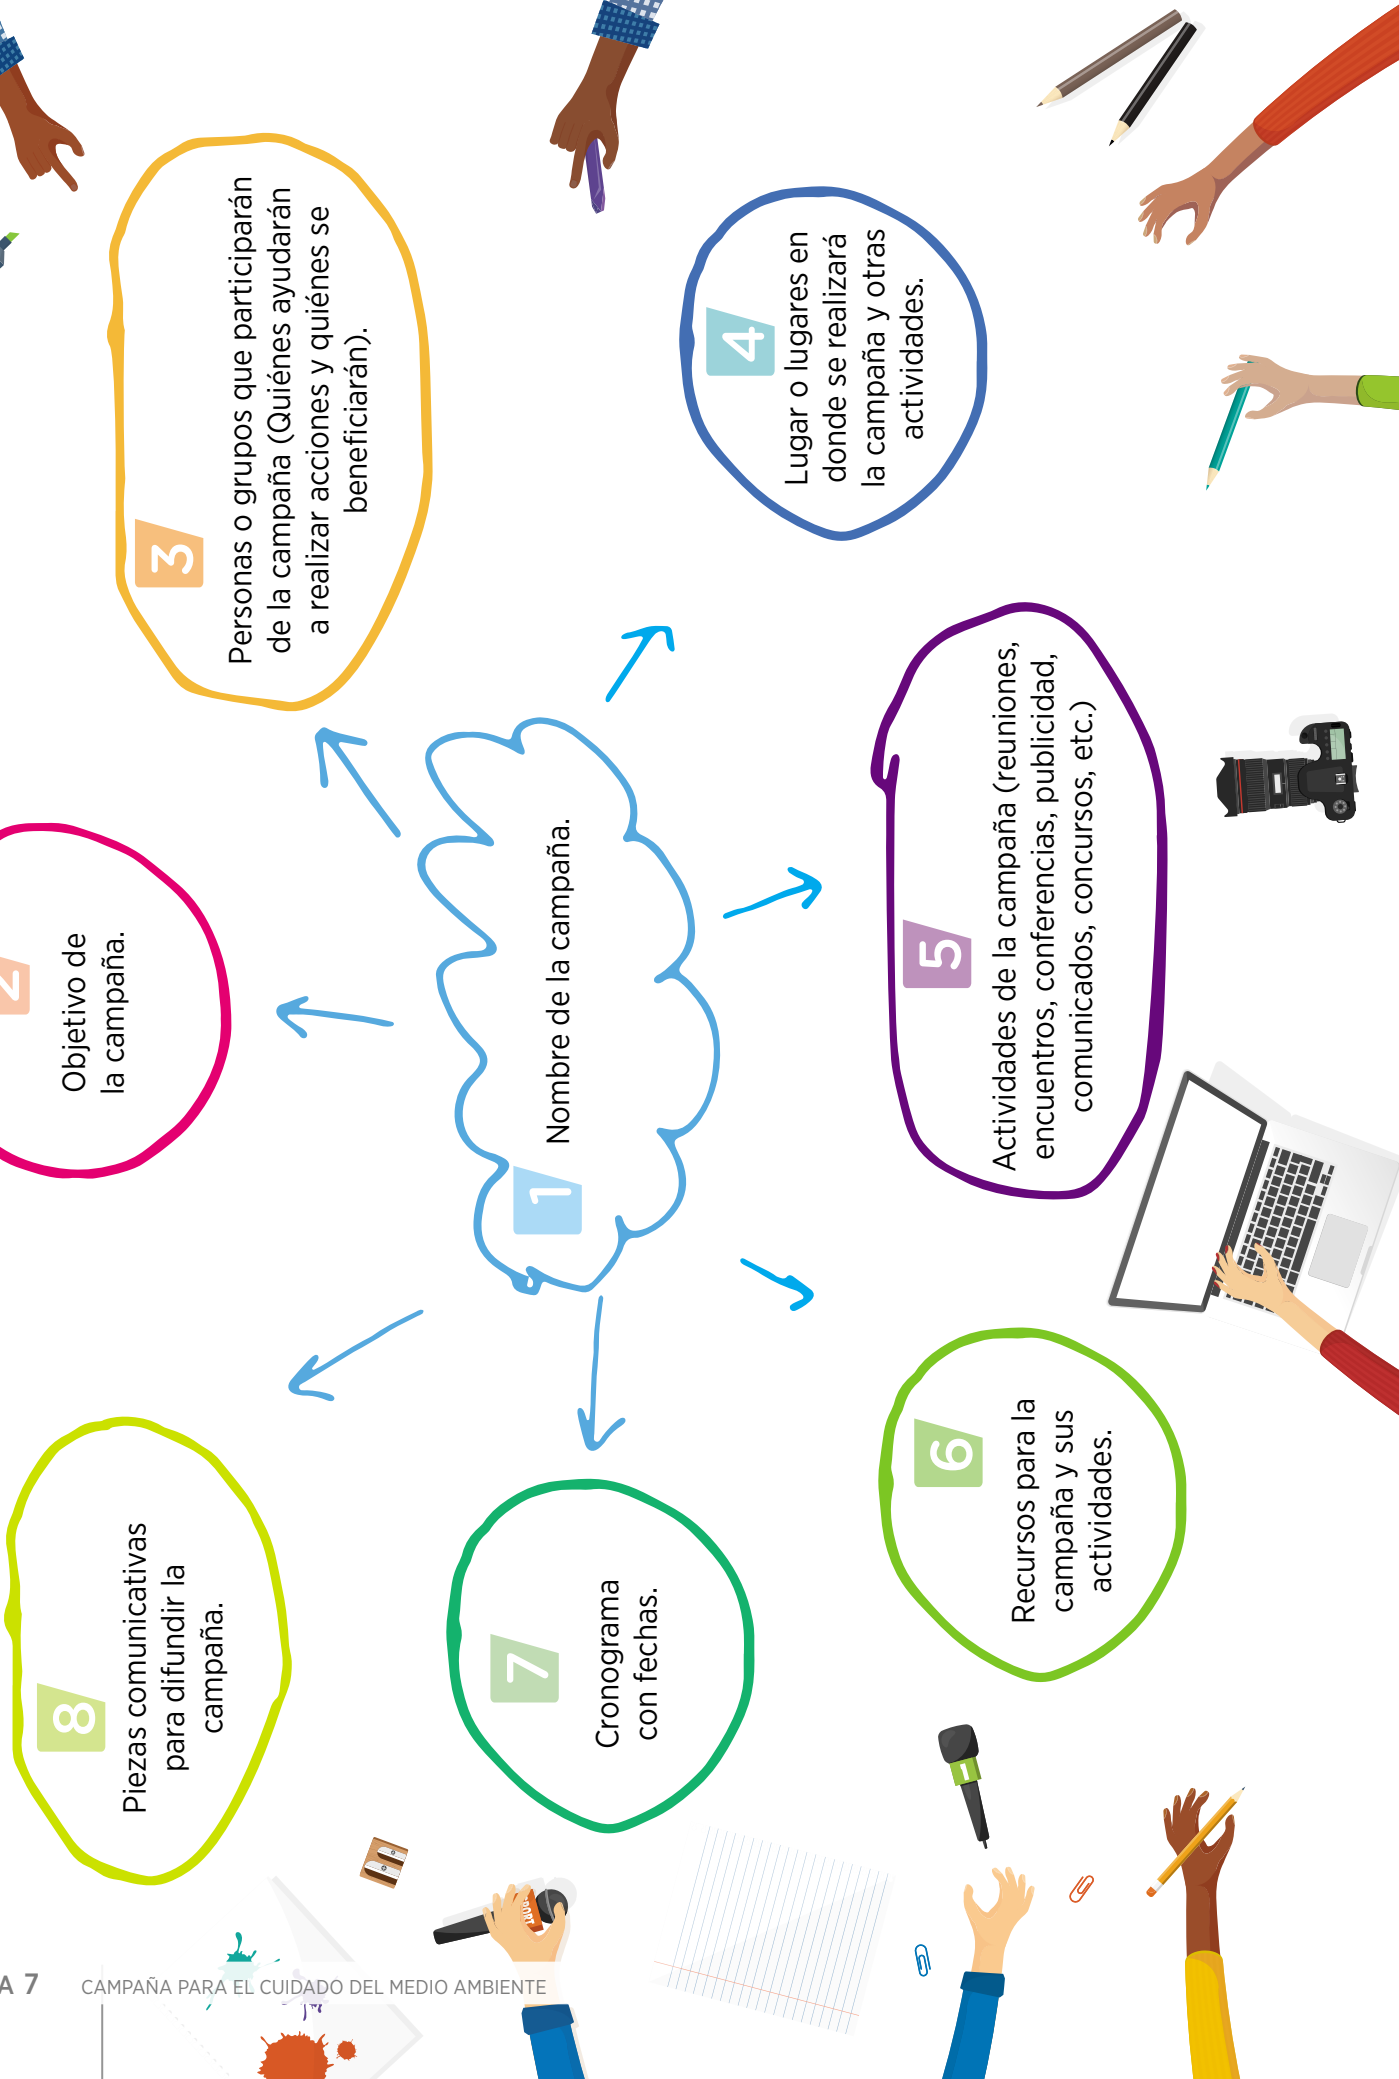 1
Nombre de la campaña.
2
Objetivo de
la campaña.
3
Personas o grupos que participarán
de la campaña (Quiénes ayudarán
a realizar acciones y quiénes se
beneficiarán).
4
Lugar o lugares en
donde se realizará
la campaña y otras
actividades.
5
Actividades de la campaña (reuniones,
encuentros, conferencias, publicidad,
comunicados, concursos, etc.)
6
Recursos para la
campaña y sus
actividades.
7
Cronograma
con fechas.
8
Piezas comunicativas
para difundir la
campaña.
1
A 7 CAMPAÑA PARA EL CUIDADO DEL MEDIO AMBIENTE